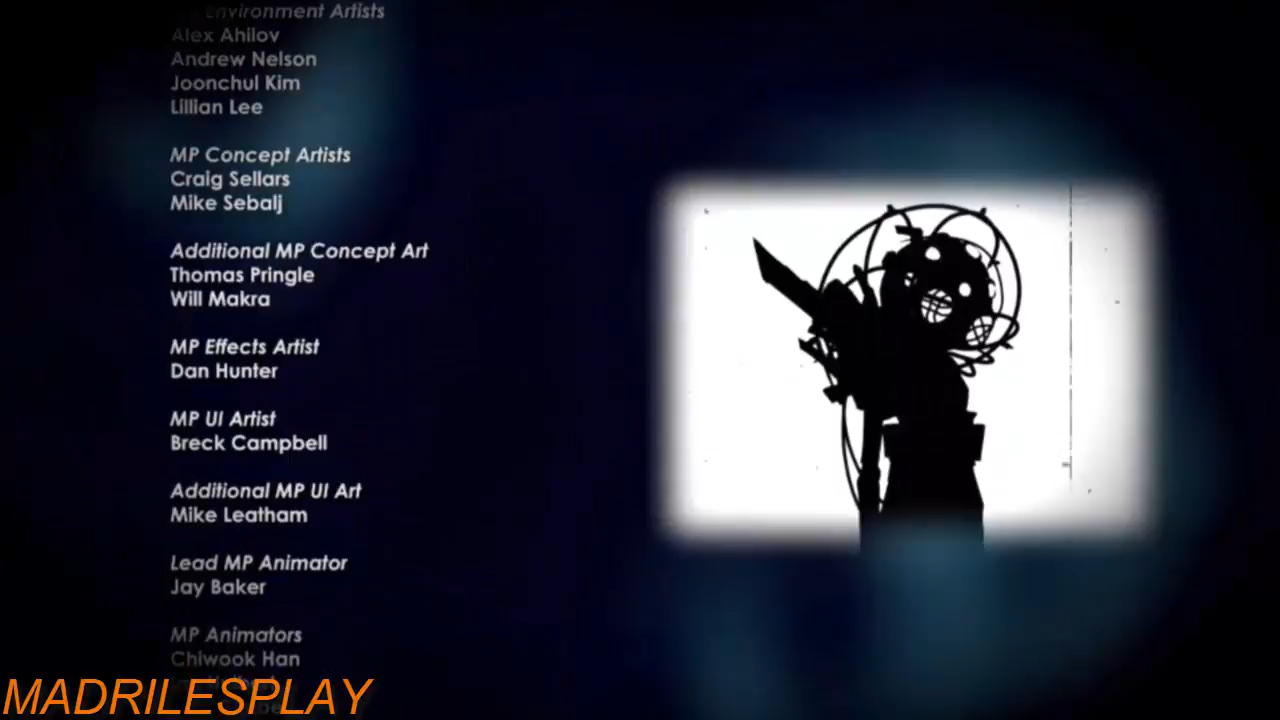 Environment Artists
Alex Ahilov
Andrew Nelson
Joonchul Kim
Lillian Lee
MP Concept Artists
Craig Sellars
Mike Sebalj
Additional MP Concept Art
Thomas Pringle
Will Makra
MP Effects Artist
Dan Hunter
MP UI Artist
Breck Campbell
Additional MP UI Art
Mike Leatham
Lead MP Animator
Jay Baker
MP Animators
Chiwook Han
MADRILESPLAY